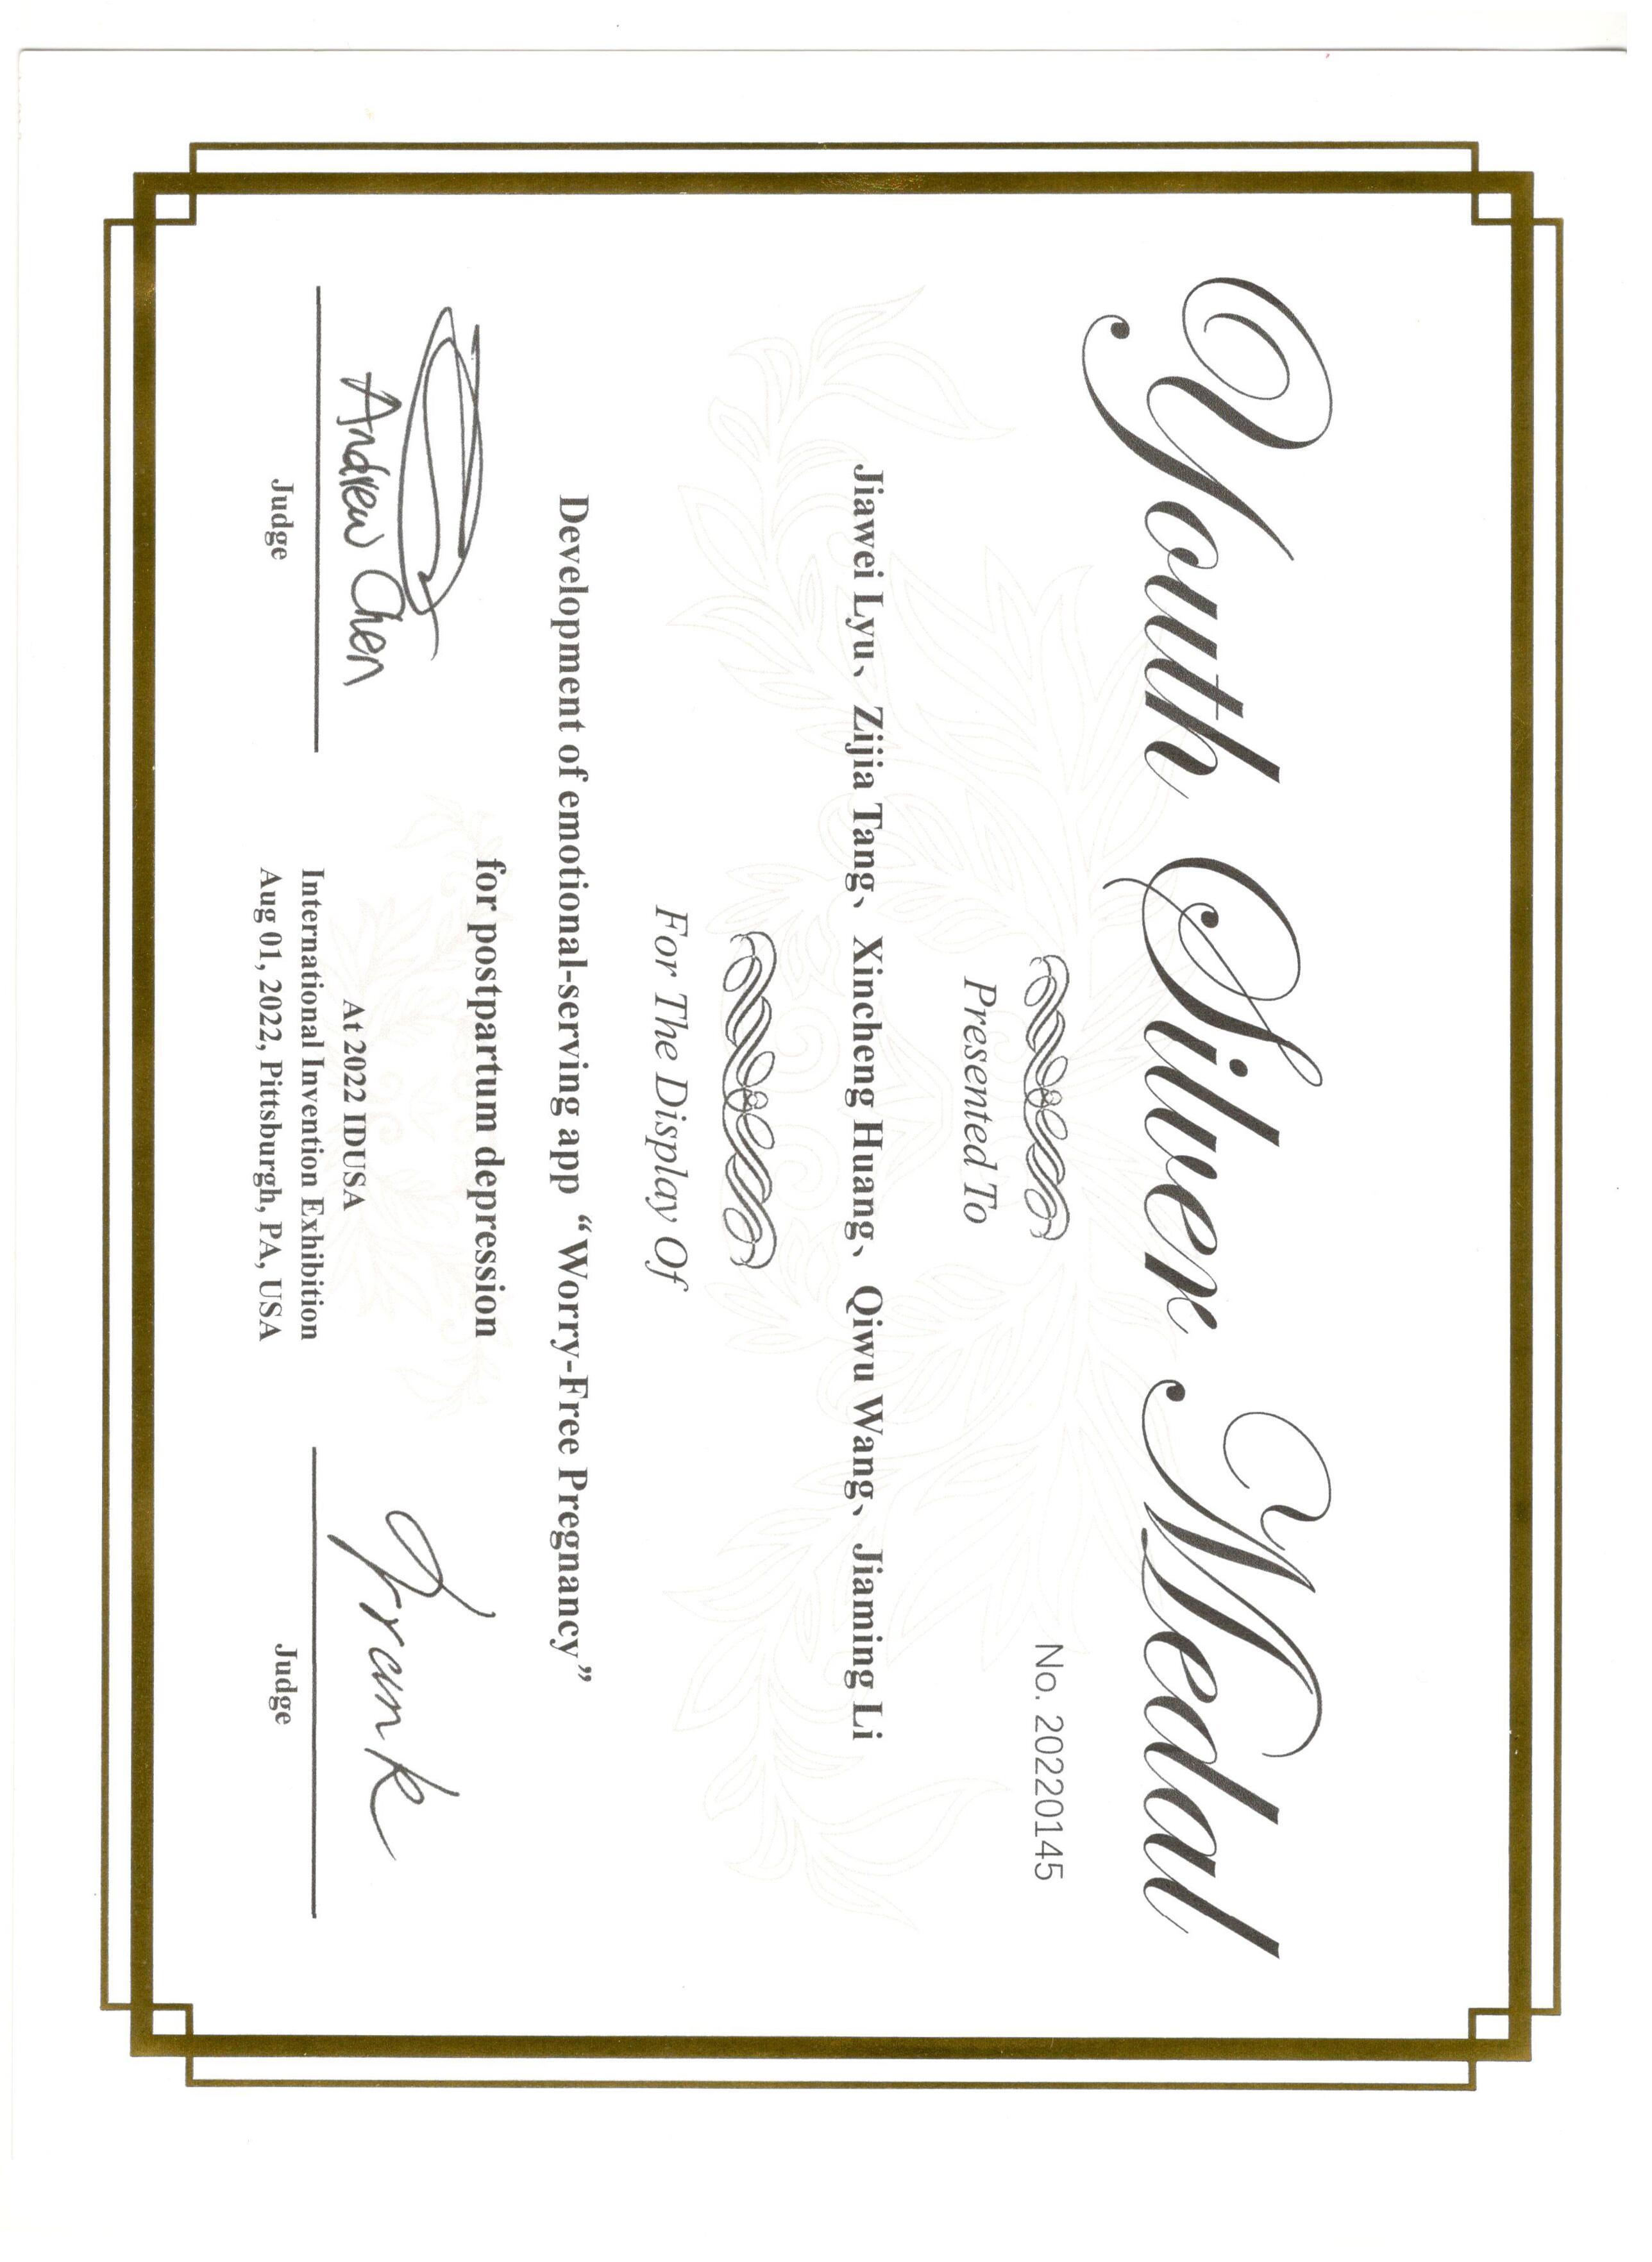 Youth Silver Medal
No. 20220145
Presented To
Jiawei Lyu、Zijia Tang、Xincheng Huang、Qiwu Wang、Jiaming Li
For The Display Of
Development of emotional-serving app “Worry-Free Pregnancy”
for postpartum depression
Andrew Chen
Frank
At 2022 IDUSA
International Invention Exhibition
Aug 01, 2022, Pittsburgh, PA, USA
Judge
Judge